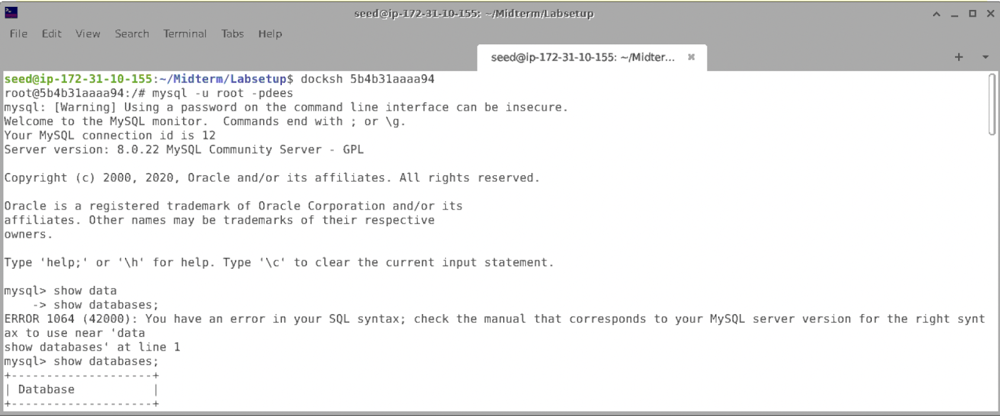 seed@ip-172-31-10-155: ~/Midterm/Labsetup
File Edit View Search Terminal Tabs Help
seed@ip-172-31-10-155: ~/Midter...
seed@ip-172-31-10-155:~/Midterm/Labsetup$ docksh 5b4b31aaaa94
root@5b4b31aaaa94:/# mysql -u root -pdees
mysql: [Warning] Using a password on the command line interface can be insecure.
Welcome to the MySQL monitor.  Commands end with ; or \g.
Your MySQL connection id is 12
Server version: 8.0.22 MySQL Community Server - GPL
Copyright (c) 2000, 2020, Oracle and/or its affiliates. All rights reserved.
Oracle is a registered trademark of Oracle Corporation and/or its
affiliates. Other names may be trademarks of their respective
owners.
Type 'help;' or '\h' for help. Type '\c' to clear the current input statement.
mysql> show data
    -> show databases;
ERROR 1064 (42000): You have an error in your SQL syntax; check the manual that corresponds to your MySQL server version for the right synt
ax to use near 'data
show databases' at line 1
mysql> show databases;
+--------------------+
| Database           |
+--------------------+